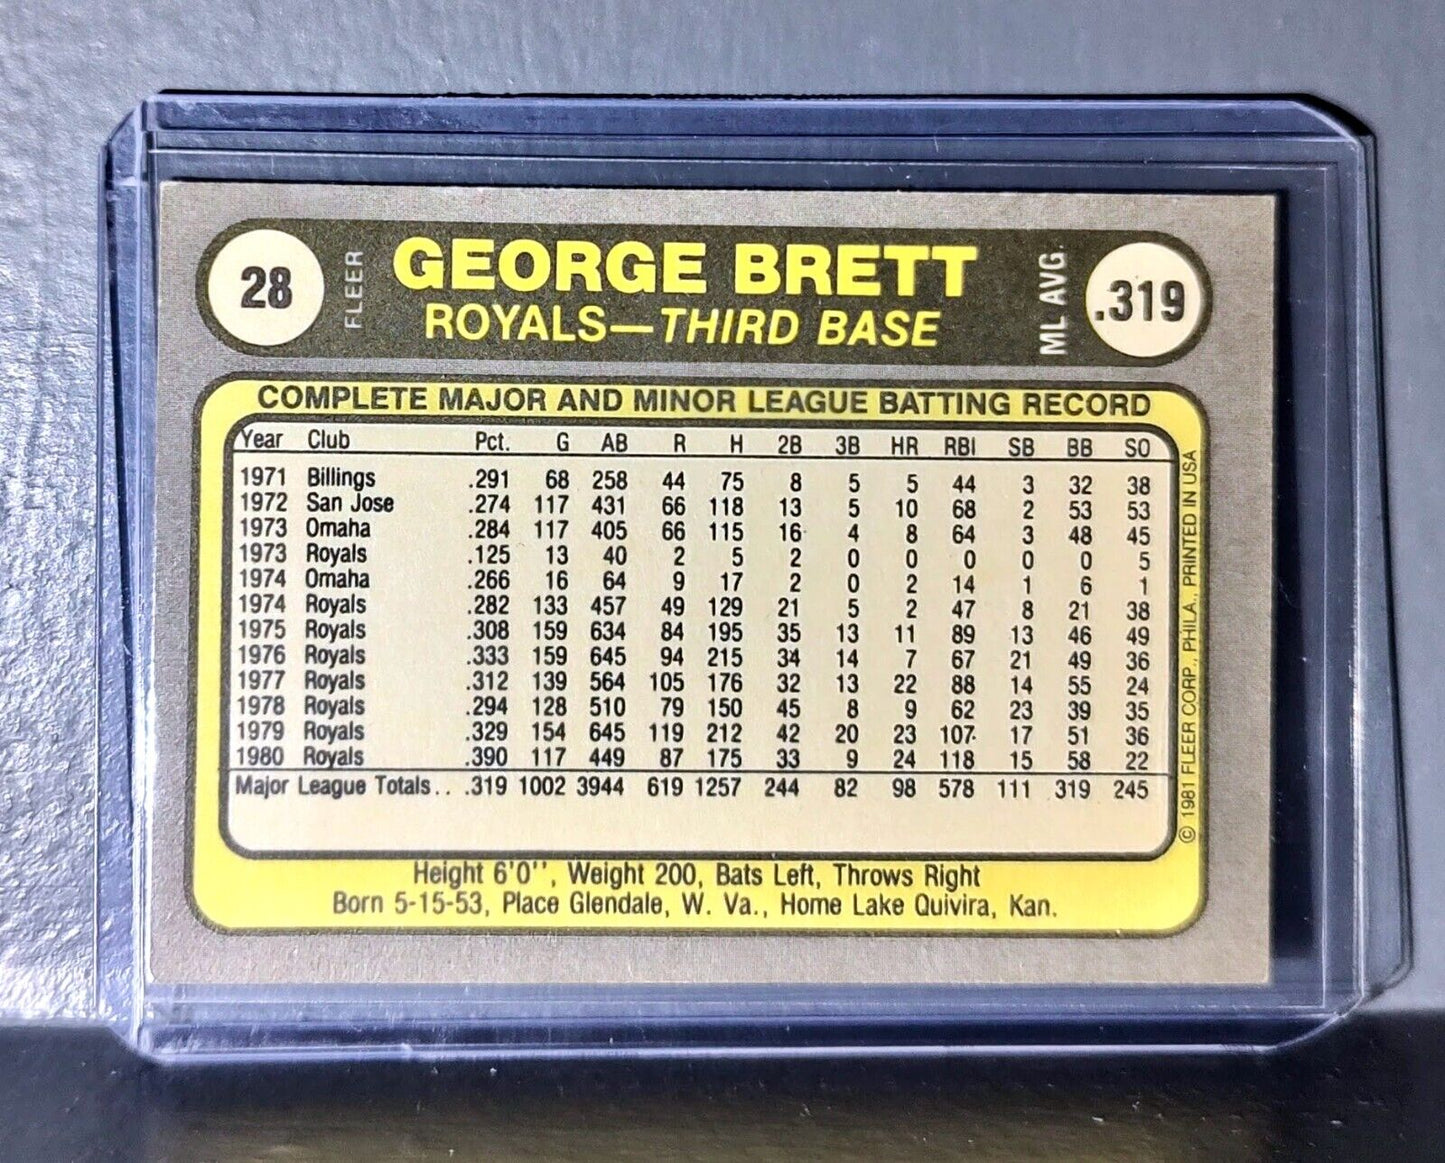 28 FLEER GEORGE BRETT ML AVG. .319
ROYALS—THIRD BASE
COMPLETE MAJOR AND MINOR LEAGUE BATTING RECORD
Year Club Pct. G AB R H 2B 3B HR RBI SB BB SO
1971 Billings .291 68 258 44 75 8 5 5 44 3 32 38
1972 San Jose .274 117 431 66 118 13 5 10 68 2 53 53
1973 Omaha .284 117 405 66 115 16 4 8 64 3 48 45
1973 Royals .125 13 40 2 5 2 0 0 0 0 0 5
1974 Omaha .266 16 64 9 17 2 0 2 14 1 6 1
1974 Royals .282 133 457 49 129 21 5 2 47 8 21 38
1975 Royals .308 159 634 84 195 35 13 11 89 13 46 49
1976 Royals .333 159 645 94 215 34 14 7 67 21 49 36
1977 Royals .312 139 564 105 176 32 13 22 88 14 55 24
1978 Royals .294 128 510 79 150 45 8 9 62 23 39 35
1979 Royals .329 154 645 119 212 42 20 23 107 17 51 36
1980 Royals .390 117 449 87 175 33 9 24 118 15 58 22
Major League Totals.. .319 1002 3944 619 1257 244 82 98 578 111 319 245
Height 6'0'', Weight 200, Bats Left, Throws Right
Born 5-15-53, Place Glendale, W. Va., Home Lake Quivira, Kan.
© 1981 FLEER CORP., PHILA., PRINTED IN USA